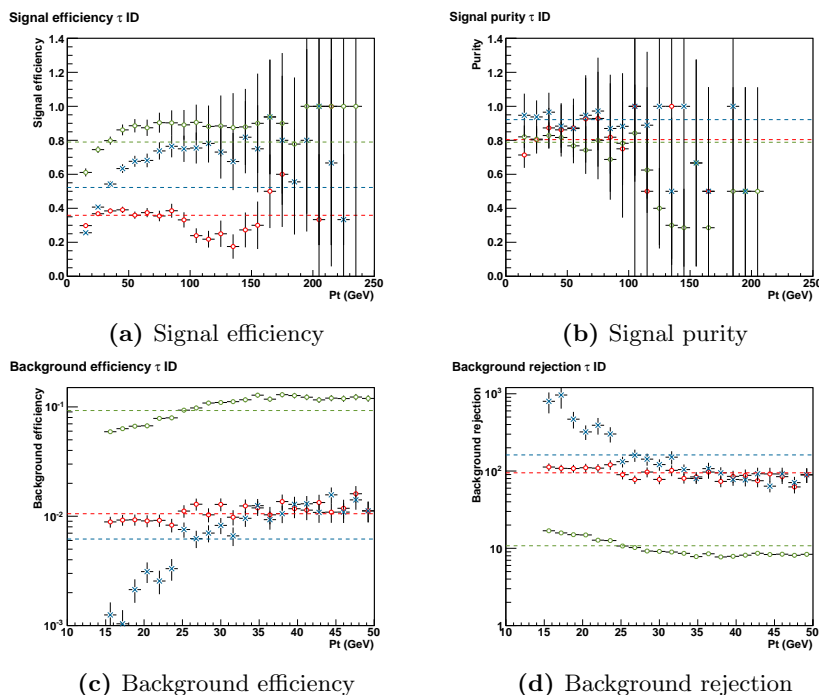 Signal efficiency τ ID
Signal efficiency
1.4
1.2
1.0
0.8
0.6
0.4
0.2
0.0
0 50 100 150 200 250
Pt (GeV)
(a) Signal efficiency
Signal purity τ ID
Purity
1.4
1.2
1.0
0.8
0.6
0.4
0.2
0.0
0 50 100 150 200 250
Pt (GeV)
(b) Signal purity
Background efficiency τ ID
Background efficiency
10⁻¹
10⁻²
10⁻³
10 15 20 25 30 35 40 45 50
Pt (GeV)
(c) Background efficiency
Background rejection τ ID
Background rejection
10³
10²
10
1
10 15 20 25 30 35 40 45 50
Pt (GeV)
(d) Background rejection